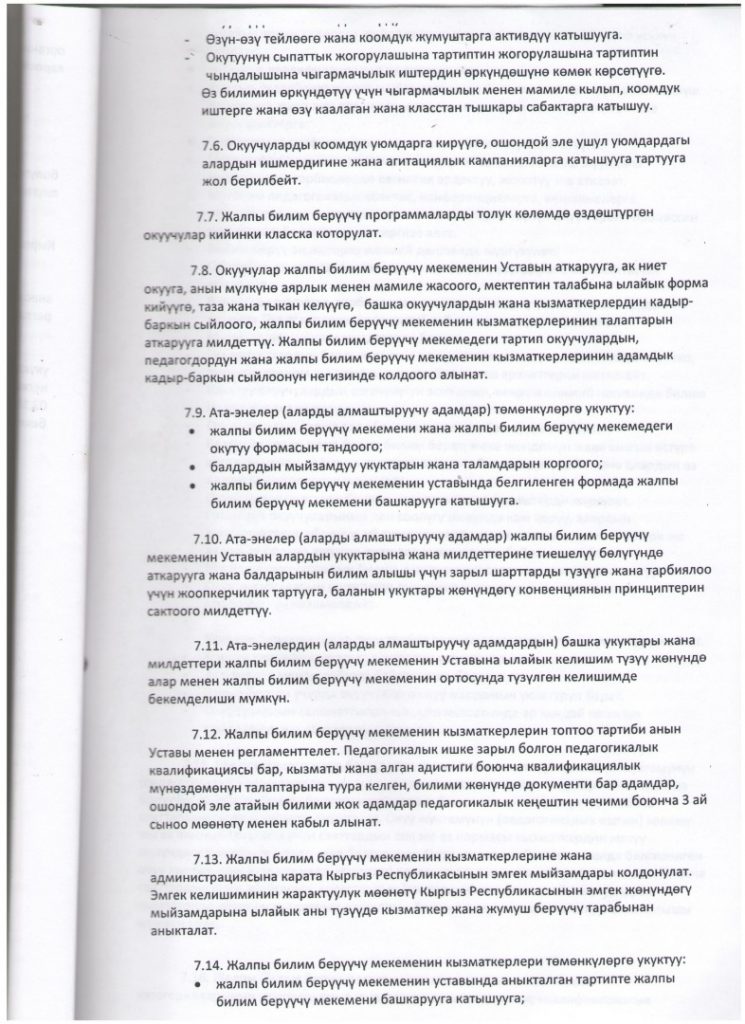 - Өзүн-өзү тейлөөгө жана коомдук жумуштарга активдүү катышууга.
- Окутуунун сыпаттык жогорулашына тартиптин жогорулашына тартиптин
чындалышына чыгармачылык иштердин өркүндөшүнө көмөк көрсөтүүгө.
Өз билимин өркүндөтүү үчүн чыгармачылык менен мамиле кылып, коомдук
иштерге жана өзү каалаган жана класстан тышкары сабактарга катышуу.
7.6. Окуучуларды коомдук уюмдарга кирүүгө, ошондой эле ушул уюмдардагы
алардын ишмердигине жана агитациялык кампанияларга катышууга тартууга
жол берилбейт.
7.7. Жалпы билим берүүчү программаларды толук көлөмдө өздөштүргөн
окуучулар кийинки класска которулат.
7.8. Окуучулар жалпы билим берүүчү мекеменин Уставын аткарууга, ак ниет
окууга, анын мүлкүнө аярлык менен мамиле жасоого, мектептин талабына ылайык форма
кийүүгө, таза жана тыкан келүүгө, башка окуучулардын жана кызматкерлердин кадыр-
баркын сыйлоого, жалпы билим берүүчү мекеменин кызматкерлеринин талаптарын
аткарууга милдеттүү. Жалпы билим берүүчү мекемедеги тартип окуучулардын,
педагогдордун жана жалпы билим берүүчү мекеменин кызматкерлеринин адамдык
кадыр-баркын сыйлоонун негизинде колдоого алынат.
7.9. Ата-энелер (аларды алмаштыруучу адамдар) төмөнкүлөргө укуктуу:
• жалпы билим берүүчү мекемени жана жалпы билим берүүчү мекемедеги
окутуу формасын тандоого;
• балдардын мыйзамдуу укуктарын жана таламдарын коргоого;
• жалпы билим берүүчү мекеменин уставында белгиленген формада жалпы
билим берүүчү мекемени башкарууга катышууга.
7.10. Ата-энелер (аларды алмаштыруучу адамдар) жалпы билим берүүчү
мекеменин Уставын алардын укуктарына жана милдеттерине тиешелүү бөлүгүндө
аткарууга жана балдарынын билим алышы үчүн зарыл шарттарды түзүүгө жана тарбиялоо
үчүн жоопкерчилик тартууга, баланын укуктары жөнүндөгү конвенциянын принциптерин
сактоого милдеттүү.
7.11. Ата-энелердин (аларды алмаштыруучу адамдардын) башка укуктары жана
милдеттери жалпы билим берүүчү мекеменин Уставына ылайык келишим түзүү жөнүндө
алар менен жалпы билим берүүчү мекеменин ортосунда түзүлгөн келишимде
бекемделиши мүмкүн.
7.12. Жалпы билим берүүчү мекеменин кызматкерлерин топтоо тартиби анын
Уставы менен регламенттелет. Педагогикалык ишке зарыл болгон педагогикалык
квалификациясы бар, кызматы жана алган адистиги боюнча квалификациялык
мүнөздөмөнүн талаптарына туура келген, билими жөнүндө документи бар адамдар,
ошондой эле атайын билими жок адамдар педагогикалык кеңештин чечими боюнча 3 ай
сыноо мөөнөтү менен кабыл алынат.
7.13. Жалпы билим берүүчү мекеменин кызматкерлерине жана
администрациясына карата Кыргыз Республикасынын эмгек мыйзамдары колдонулат.
Эмгек келишиминин жарактуулук мөөнөтү Кыргыз Республикасынын эмгек жөнүндөгү
мыйзамдарына ылайык аны түзүүдө кызматкер жана жумуш берүүчү тарабынан
аныкталат.
7.14. Жалпы билим берүүчү мекеменин кызматкерлери төмөнкүлөргө укуктуу:
• жалпы билим берүүчү мекеменин уставында аныкталган тартипте жалпы
билим берүүчү мекемени башкарууга катышууга;